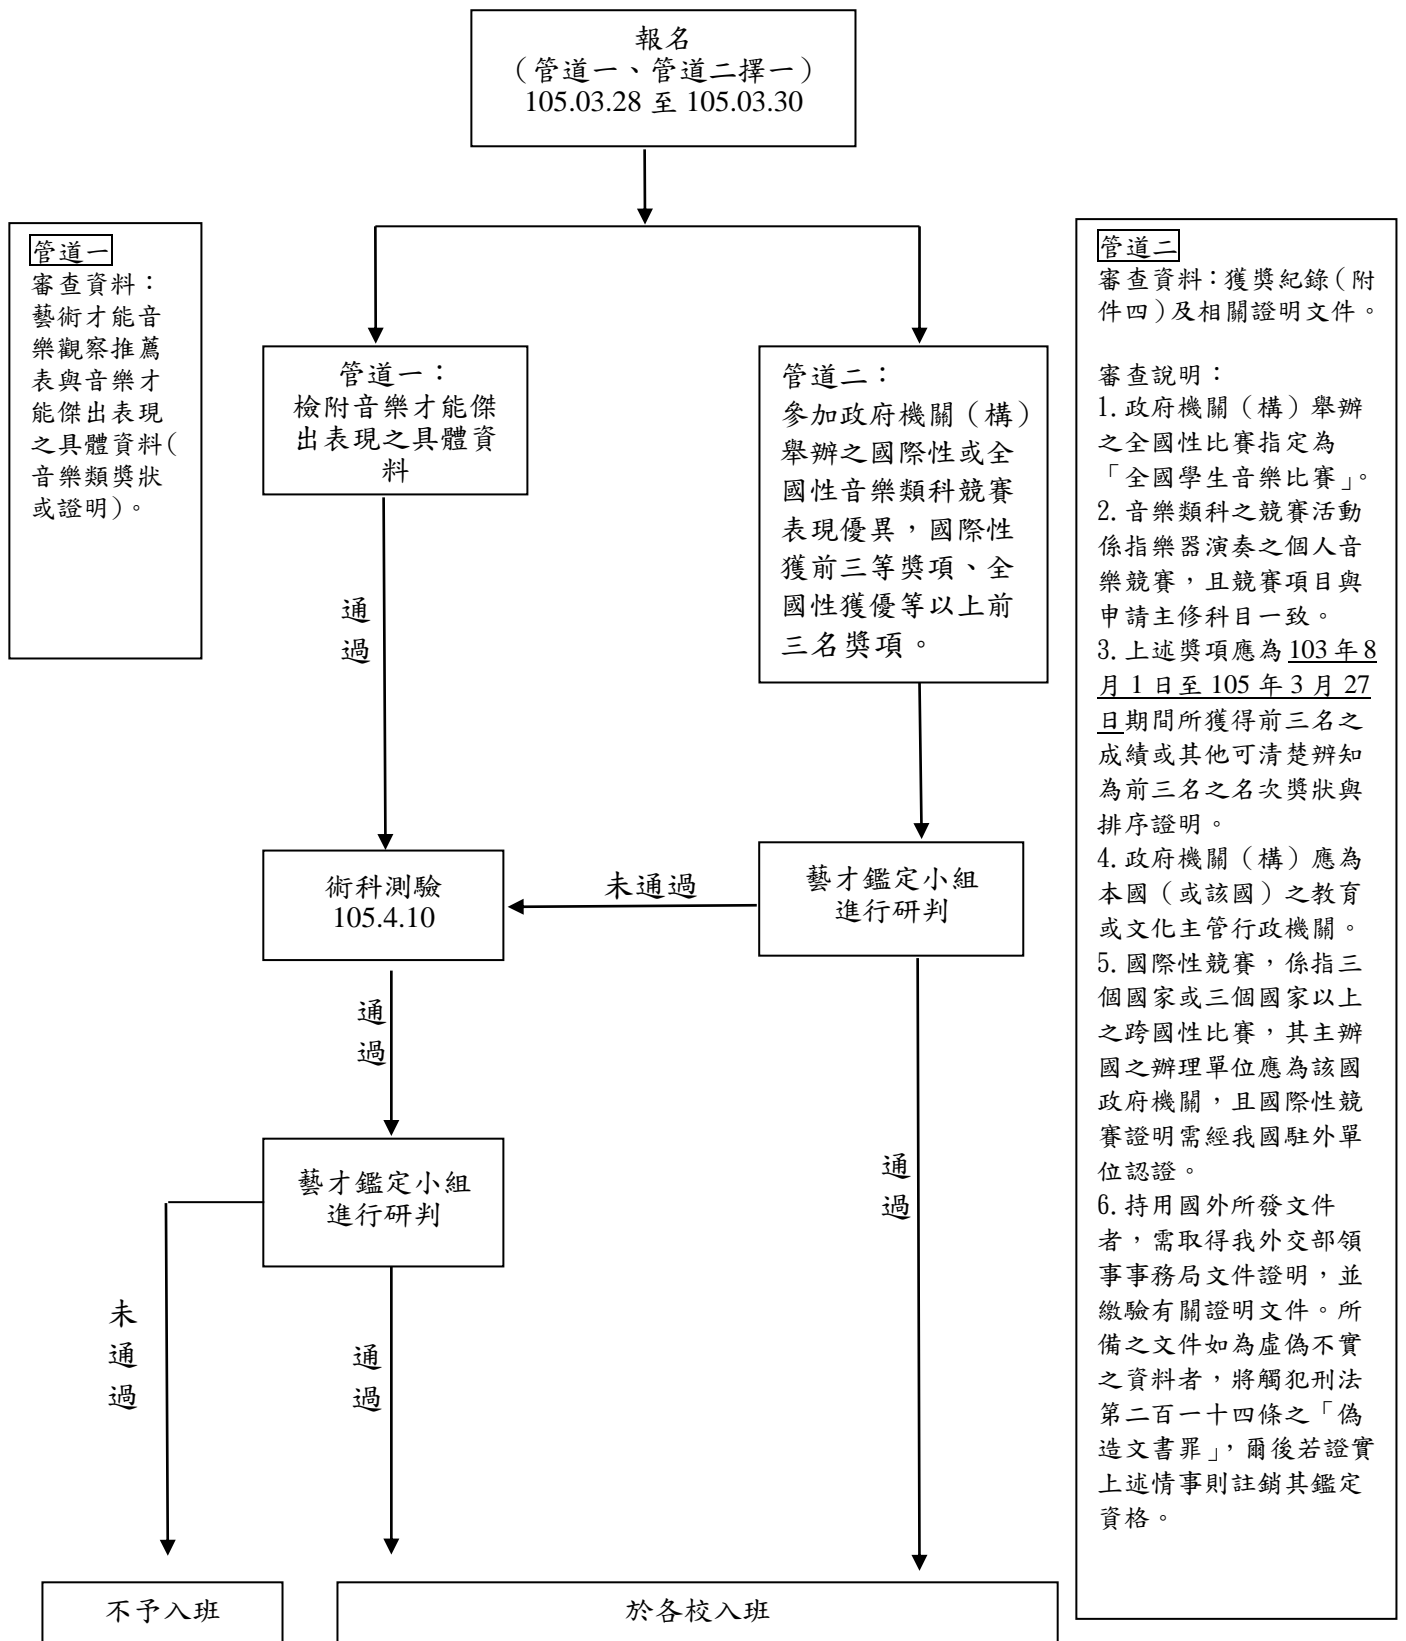 報名
（管道一、管道二擇一）
105.03.28 至 105.03.30
管道一
審查資料：
藝術才能音
樂觀察推薦
表與音樂才
能傑出表現
之具體資料(
音樂類獎狀
或證明)。
管道一：
檢附音樂才能傑
出表現之具體資
料
管道二：
參加政府機關（構）
舉辦之國際性或全
國性音樂類科競賽
表現優異，國際性
獲前三等獎項、全
國性獲優等以上前
三名獎項。
管道二
審查資料：獲獎紀錄（附
件四）及相關證明文件。
審查說明：
1.政府機關（構）舉辦
之全國性比賽指定為
「全國學生音樂比賽」。
2.音樂類科之競賽活動
係指樂器演奏之個人音
樂競賽，且競賽項目與
申請主修科目一致。
3.上述獎項應為 103 年 8
月 1 日至 105 年 3 月 27
日期間所獲得前三名之
成績或其他可清楚辨知
為前三名之名次獎狀與
排序證明。
4.政府機關（構）應為
本國（或該國）之教育
或文化主管行政機關。
5.國際性競賽，係指三
個國家或三個國家以上
之跨國性比賽，其主辦
國之辦理單位應為該國
政府機關，且國際性競
賽證明需經我國駐外單
位認證。
6.持用國外所發文件
者，需取得我外交部領
事事務局文件證明，並
繳驗有關證明文件。所
備之文件如為虛偽不實
之資料者，將觸犯刑法
第二百一十四條之「偽
造文書罪」，爾後若證實
上述情事則註銷其鑑定
資格。
通
過
術科測驗
105.4.10
未通過
藝才鑑定小組
進行研判
通
過
藝才鑑定小組
進行研判
通
過
未
通
過
通
過
不予入班
於各校入班